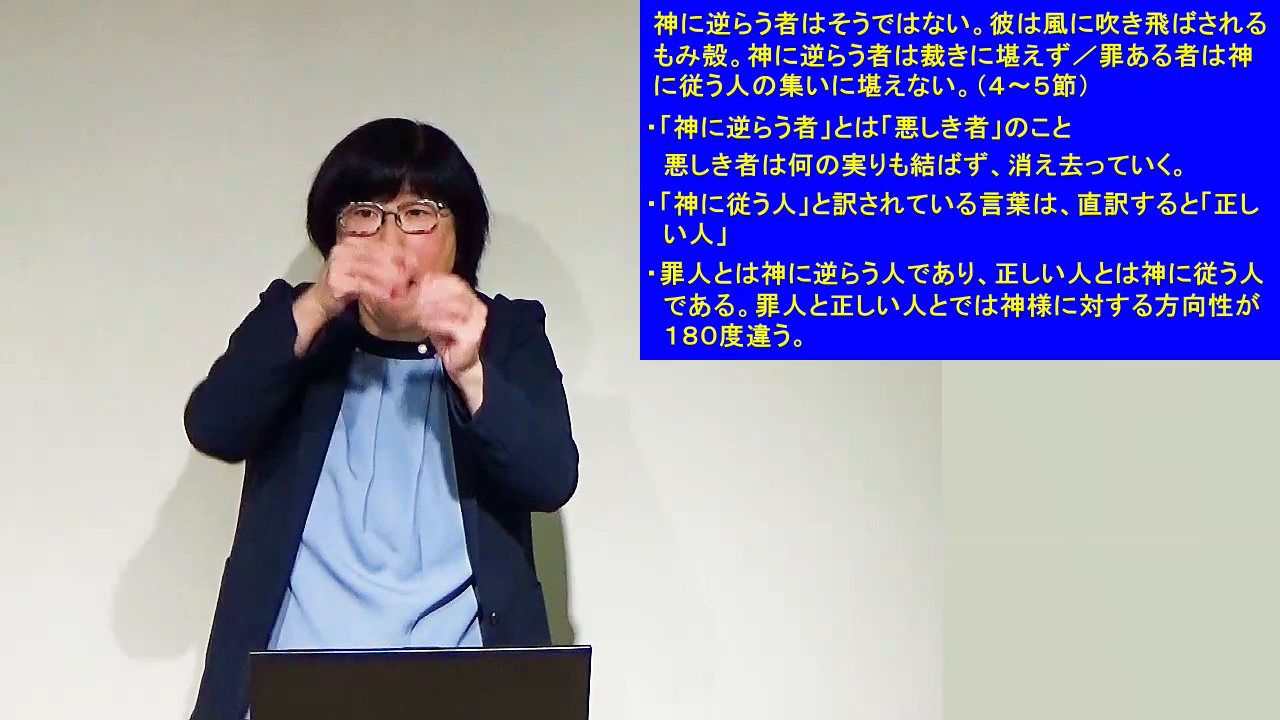 神に逆らう者はそうではない。彼は風に吹き飛ばされる
もみ殻。神に逆らう者は裁きに堪えず／罪ある者は神
に従う人の集いに堪えない。（４～５節）
・「神に逆らう者」とは「悪しき者」のこと
悪しき者は何の実りも結ばず、消え去っていく。
・「神に従う人」と訳されている言葉は、直訳すると「正し
い人」
・罪人とは神に逆らう人であり、正しい人とは神に従う人
である。罪人と正しい人とでは神様に対する方向性が
１８０度違う。